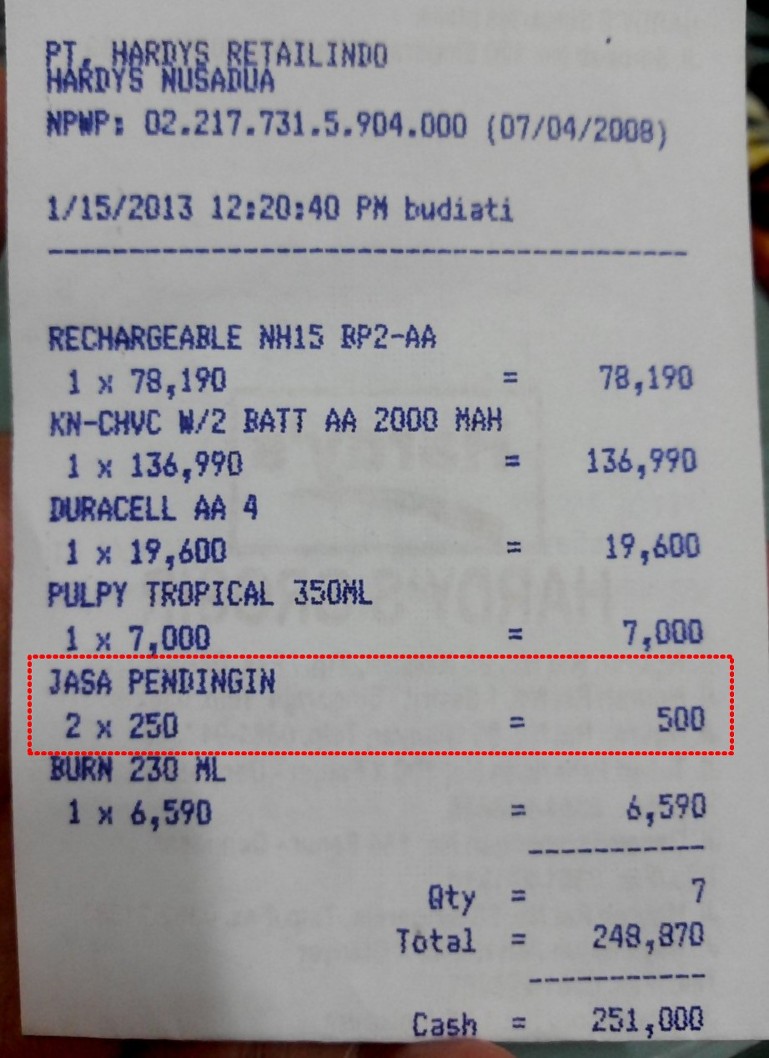 PT. HARDYS RETAILINDO
HARDYS NUSADUA
NPWP: 02.217.731.5.904.000 (07/04/2008)
1/15/2013 12:20:40 PM budiati
RECHARGEABLE NH15 BP2-AA
1 x 78,190 = 78,190
KN-CHVC W/2 BATT AA 2000 MAH
1 x 136,990 = 136,990
DURACELL AA 4
1 x 19,600 = 19,600
PULPY TROPICAL 350ML
1 x 7,000 = 7,000
JASA PENDINGIN
2 x 250 = 500
BURN 230 ML
1 x 6,590 = 6,590
Qty = 7
Total = 248,870
Cash = 251,000